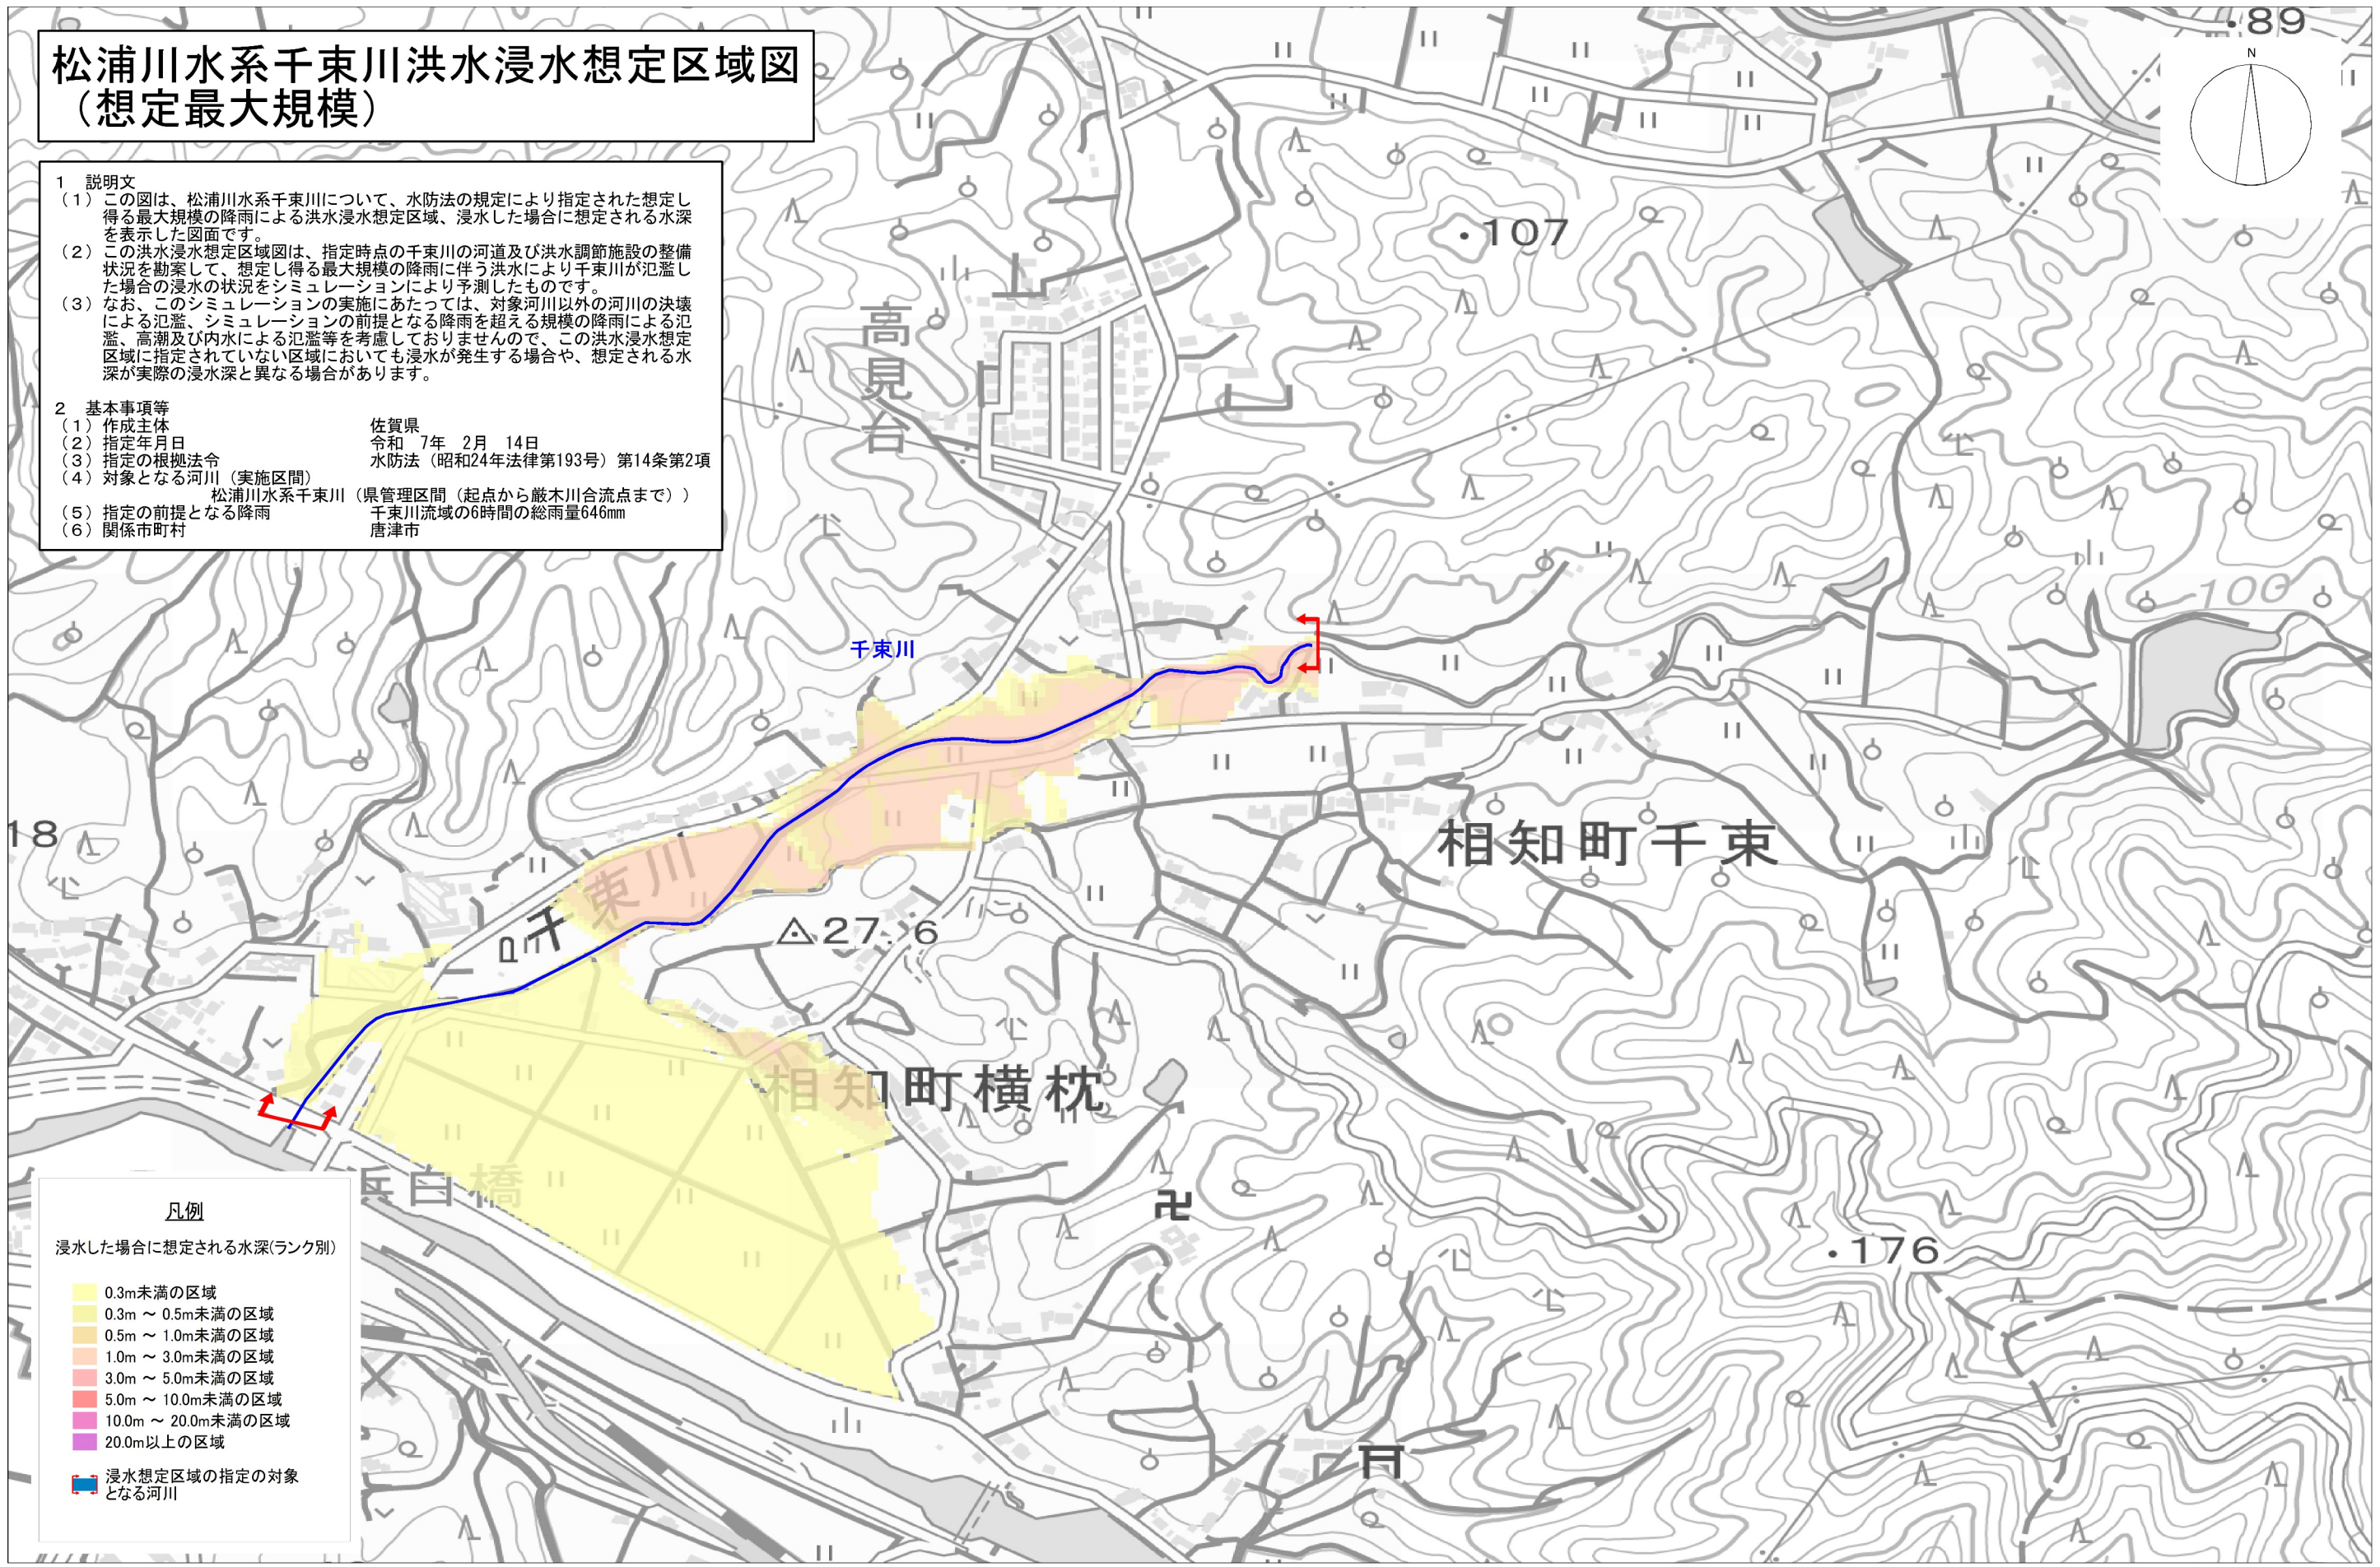 松浦川水系千束川洪水浸水想定区域図
（想定最大規模）
1　説明文
（1）この図は、松浦川水系千束川について、水防法の規定により指定された想定し
得る最大規模の降雨による洪水浸水想定区域、浸水した場合に想定される水深
を表示した図面です。
（2）この洪水浸水想定区域図は、指定時点の千束川の河道及び洪水調節施設の整備
状況を勘案して、想定し得る最大規模の降雨に伴う洪水により千束川が氾濫し
た場合の浸水の状況をシミュレーションにより予測したものです。
（3）なお、このシミュレーションの実施にあたっては、対象河川以外の河川の決壊
による氾濫、シミュレーションの前提となる降雨を超える規模の降雨による氾
濫、高潮及び内水による氾濫等を考慮しておりませんので、この洪水浸水想定
区域に指定されていない区域においても浸水が発生する場合や、想定される水
深が実際の浸水深と異なる場合があります。
2　基本事項等
（1）作成主体　佐賀県
（2）指定年月日　令和　7年　2月　14日
（3）指定の根拠法令　水防法（昭和24年法律第193号）第14条第2項
（4）対象となる河川（実施区間）
松浦川水系千束川（県管理区間（起点から厳木川合流点まで））
（5）指定の前提となる降雨　千束川流域の6時間の総雨量646mm
（6）関係市町村　唐津市
89
N
107
高見台
100
千束川
18
相知町千束
千束川
27.6
相知町横枕
浜白橋
176
凡例
浸水した場合に想定される水深(ランク別)
0.3m未満の区域
0.3m ～ 0.5m未満の区域
0.5m ～ 1.0m未満の区域
1.0m ～ 3.0m未満の区域
3.0m ～ 5.0m未満の区域
5.0m ～ 10.0m未満の区域
10.0m ～ 20.0m未満の区域
20.0m以上の区域
浸水想定区域の指定の対象
となる河川